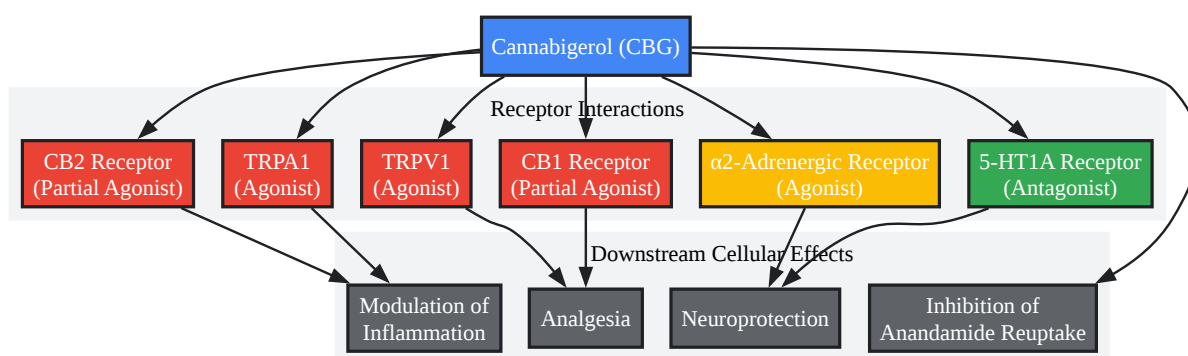 Cannabigerol (CBG)
Receptor Interactions
CB2 Receptor
(Partial Agonist)
TRPA1
(Agonist)
TRPV1
(Agonist)
CB1 Receptor
(Partial Agonist)
α2-Adrenergic Receptor
(Agonist)
5-HT1A Receptor
(Antagonist)
Downstream Cellular Effects
Modulation of
Inflammation
Analgesia
Neuroprotection
Inhibition of
Anandamide Reuptake